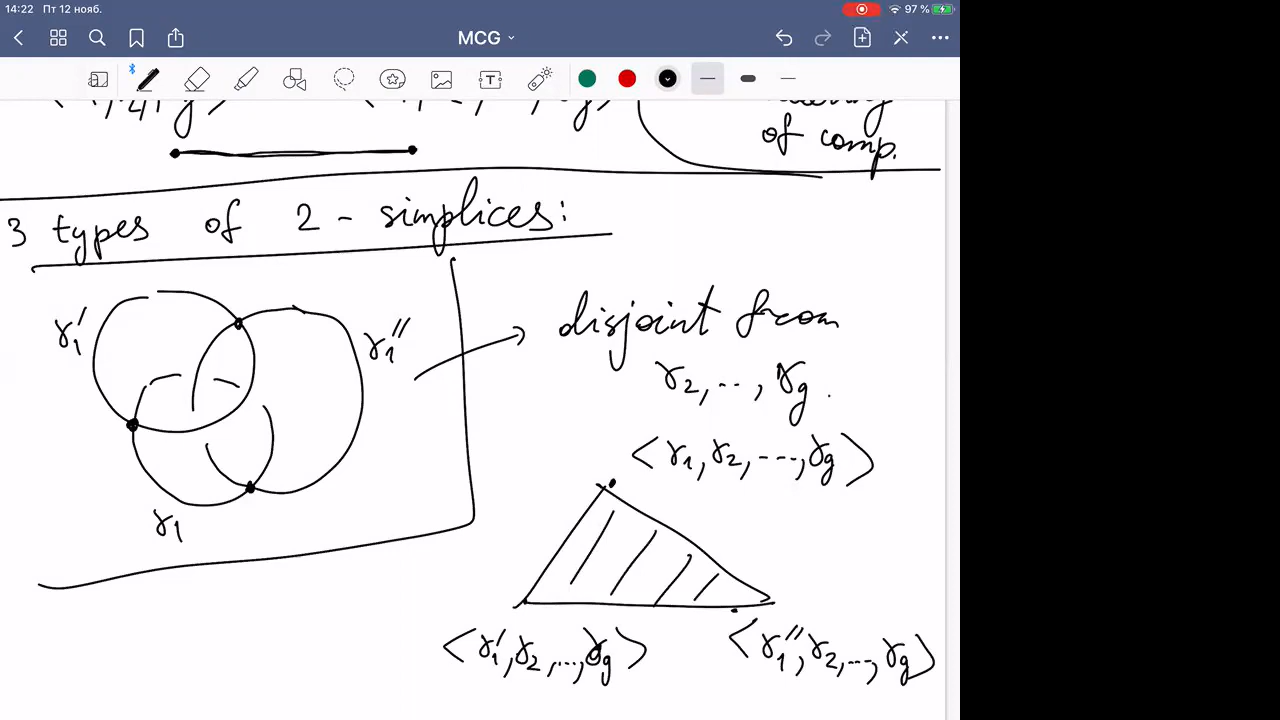 14:22 Пт 12 нояб.
97 %
MCG
of comp.
3 types of 2 - simplices:
γ₁'
γ₁''
γ₁
disjoint from
γ₂, .., γg.
<γ₁, γ₂, ---, γg>
<γ₁', γ₂, ..., γg>
<γ₁'', γ₂, ..., γg>